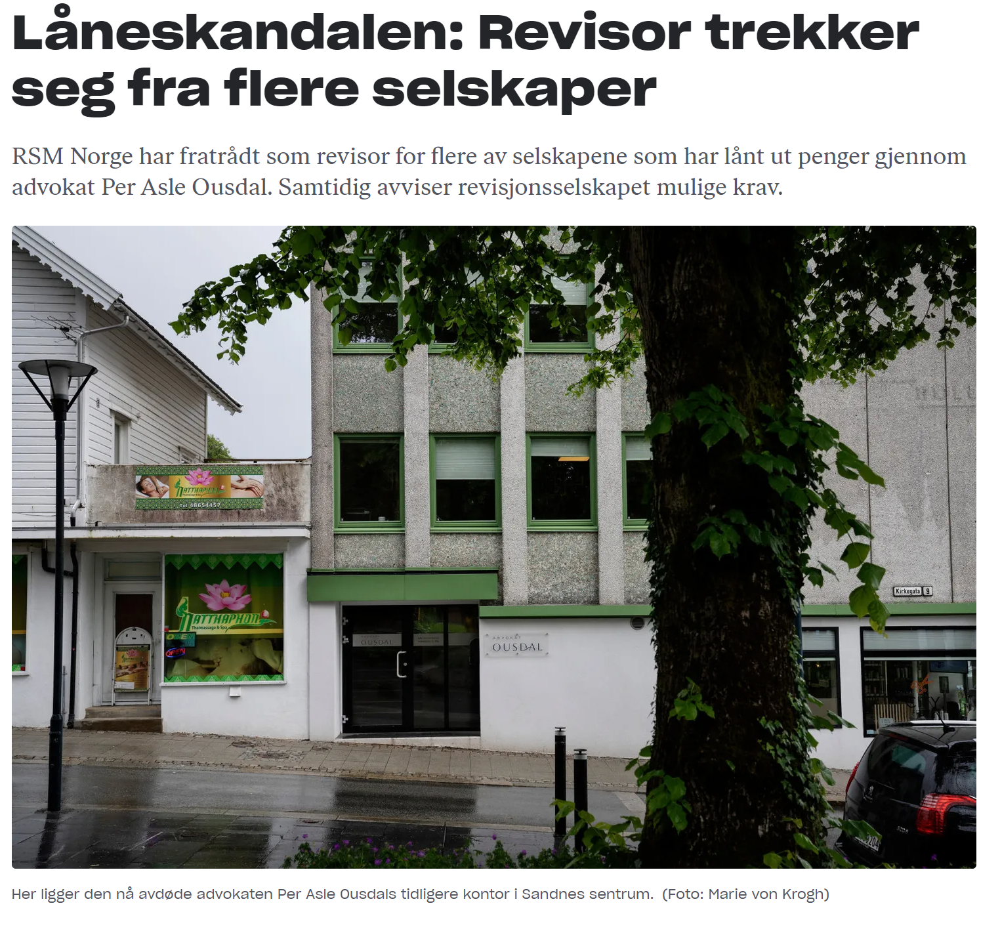 Låneskandalen: Revisor trekker
seg fra flere selskaper
RSM Norge har fratrådt som revisor for flere av selskapene som har lånt ut penger gjennom
advokat Per Asle Ousdal. Samtidig avviser revisjonsselskapet mulige krav.
NATTHAPHON
Tel 48654457
NATTHAPHON
Thaimassage & Spa
OPEN
OPEN
OUSDAL
ADVOKAT
OUSDAL
Kirkegata 9
Her ligger den nå avdøde advokaten Per Asle Ousdals tidligere kontor i Sandnes sentrum. (Foto: Marie von Krogh)